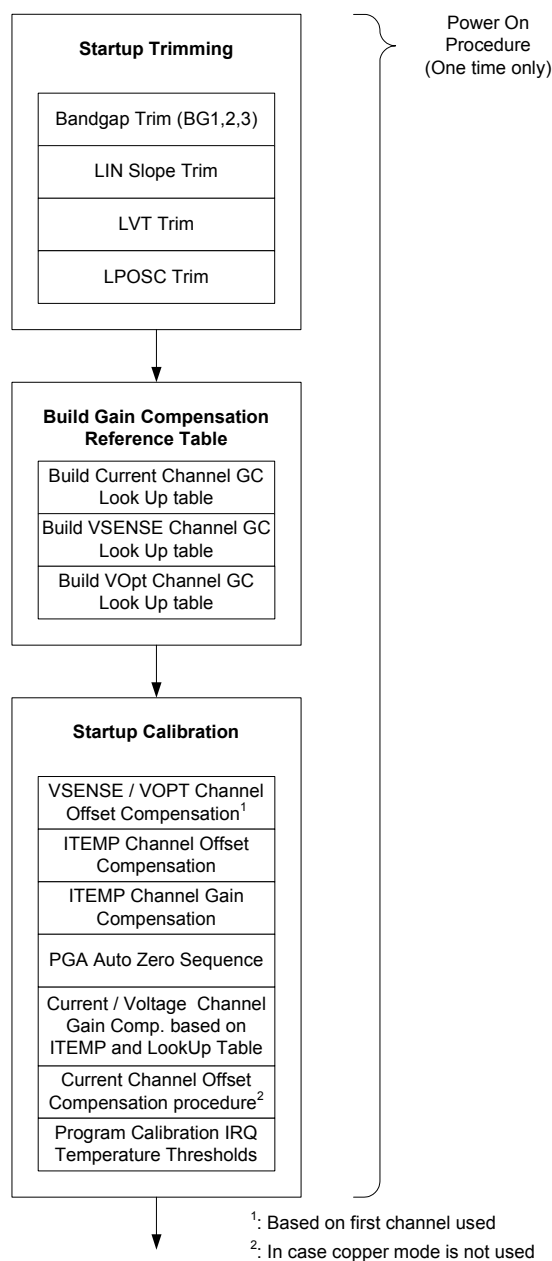 Startup Trimming
Bandgap Trim (BG1,2,3)
LIN Slope Trim
LVT Trim
LPOSC Trim
Power On
Procedure
(One time only)
Build Gain Compensation
Reference Table
Build Current Channel GC
Look Up table
Build VSENSE Channel GC
Look Up table
Build VOpt Channel GC
Look Up table
Startup Calibration
VSENSE / VOPT Channel
Offset Compensation¹
ITEMP Channel Offset
Compensation
ITEMP Channel Gain
Compensation
PGA Auto Zero Sequence
Current / Voltage Channel
Gain Comp. based on
ITEMP and LookUp Table
Current Channel Offset
Compensation procedure²
Program Calibration IRQ
Temperature Thresholds
¹: Based on first channel used
²: In case copper mode is not used